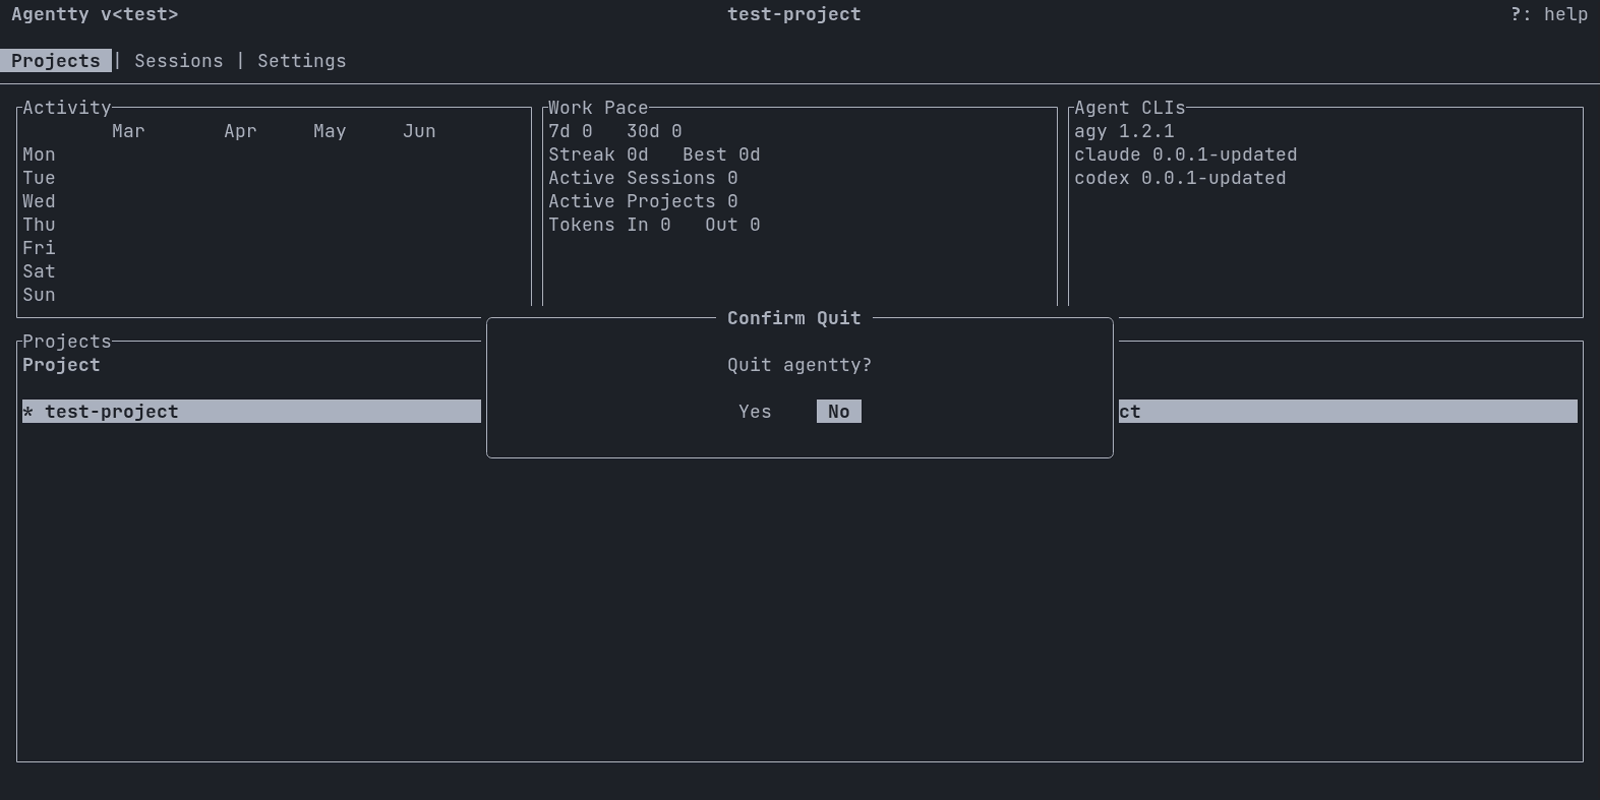 Agentty v<test> test-project ?: help
Projects | Sessions | Settings
Activity
Mar Apr May Jun
Mon
Tue
Wed
Thu
Fri
Sat
Sun
Work Pace
7d 0 30d 0
Streak 0d Best 0d
Active Sessions 0
Active Projects 0
Tokens In 0 Out 0
Agent CLIs
agy 1.2.1
claude 0.0.1-updated
codex 0.0.1-updated
Projects
Project
* test-project ct
Confirm Quit
Quit agentty?
Yes No